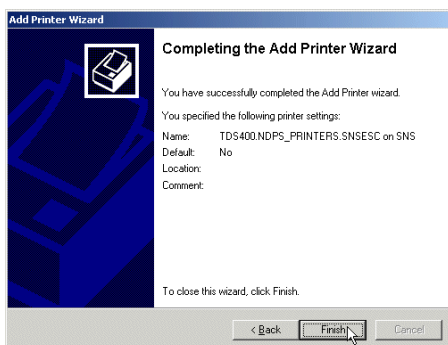 Add Printer Wizard
Completing the Add Printer Wizard
You have successfully completed the Add Printer wizard.
You specified the following printer settings:
Name: TDS400.NDPS_PRINTERS.SNSESC on SNS
Default: No
Location:
Comment:
To close this wizard, click Finish.
< Back Finish Cancel